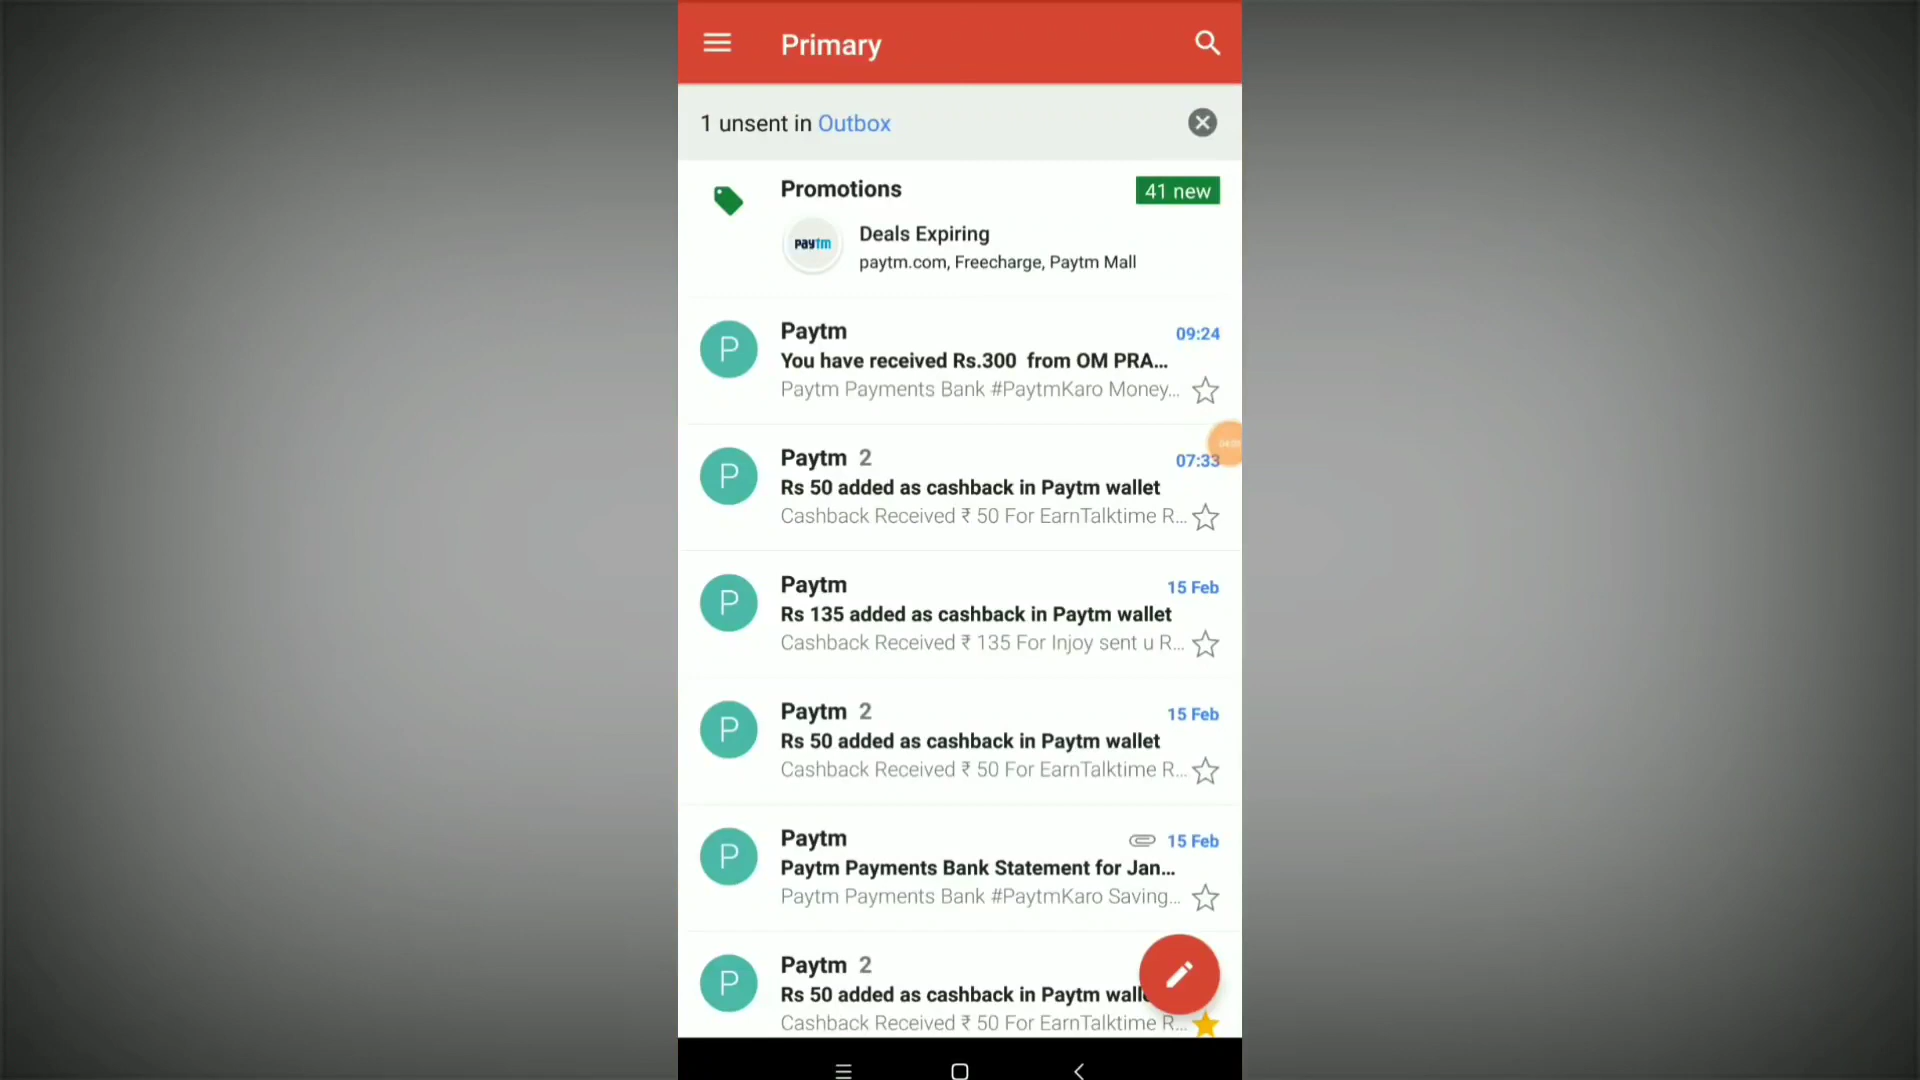 Primary
1 unsent in Outbox
Promotions
41 new
paytm
Deals Expiring
paytm.com, Freecharge, Paytm Mall
P
Paytm
09:24
You have received Rs.300 from OM PRA...
Paytm Payments Bank #PaytmKaro Money...
P
Paytm 2
07:33
Rs 50 added as cashback in Paytm wallet
Cashback Received ₹ 50 For EarnTalktime R...
P
Paytm
15 Feb
Rs 135 added as cashback in Paytm wallet
Cashback Received ₹ 135 For Injoy sent u R...
P
Paytm 2
15 Feb
Rs 50 added as cashback in Paytm wallet
Cashback Received ₹ 50 For EarnTalktime R...
P
Paytm
15 Feb
Paytm Payments Bank Statement for Jan...
Paytm Payments Bank #PaytmKaro Saving...
P
Paytm 2
Rs 50 added as cashback in Paytm
Cashback Received ₹ 50 For EarnTalktime R...